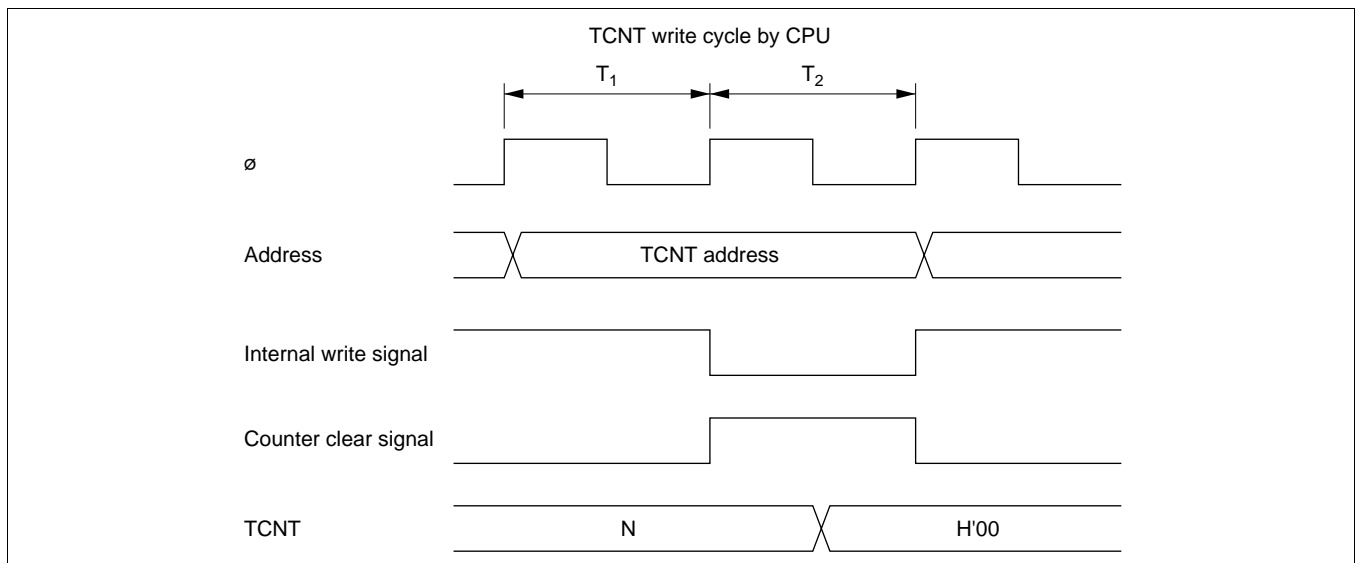 TCNT write cycle by CPU
T1 T2
ø
Address TCNT address
Internal write signal
Counter clear signal
TCNT N H'00